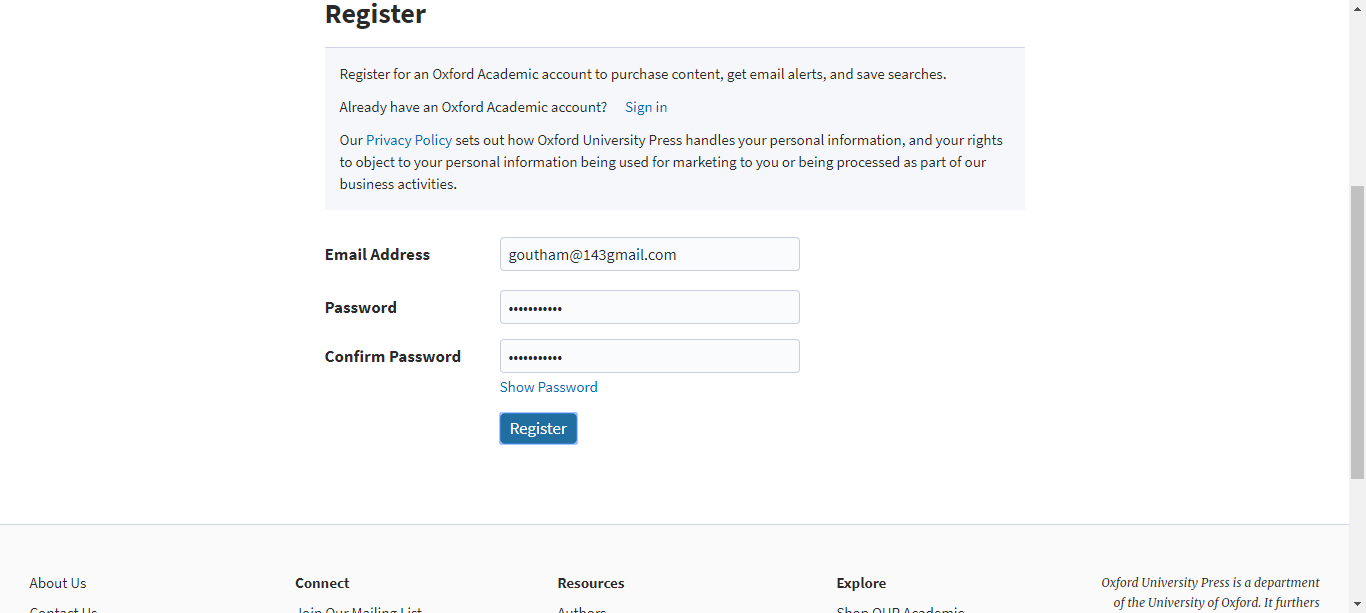 Register
Register for an Oxford Academic account to purchase content, get email alerts, and save searches.
Already have an Oxford Academic account? Sign in
Our Privacy Policy sets out how Oxford University Press handles your personal information, and your rights
to object to your personal information being used for marketing to you or being processed as part of our
business activities.
Email Address goutham@143gmail.com
Password •••••••••••
Confirm Password •••••••••••
Show Password
Register
About Us Connect Resources Explore Oxford University Press is a department
Contact Us Join Our Mailing List Authors Shop OUP Academic of the University of Oxford. It furthers